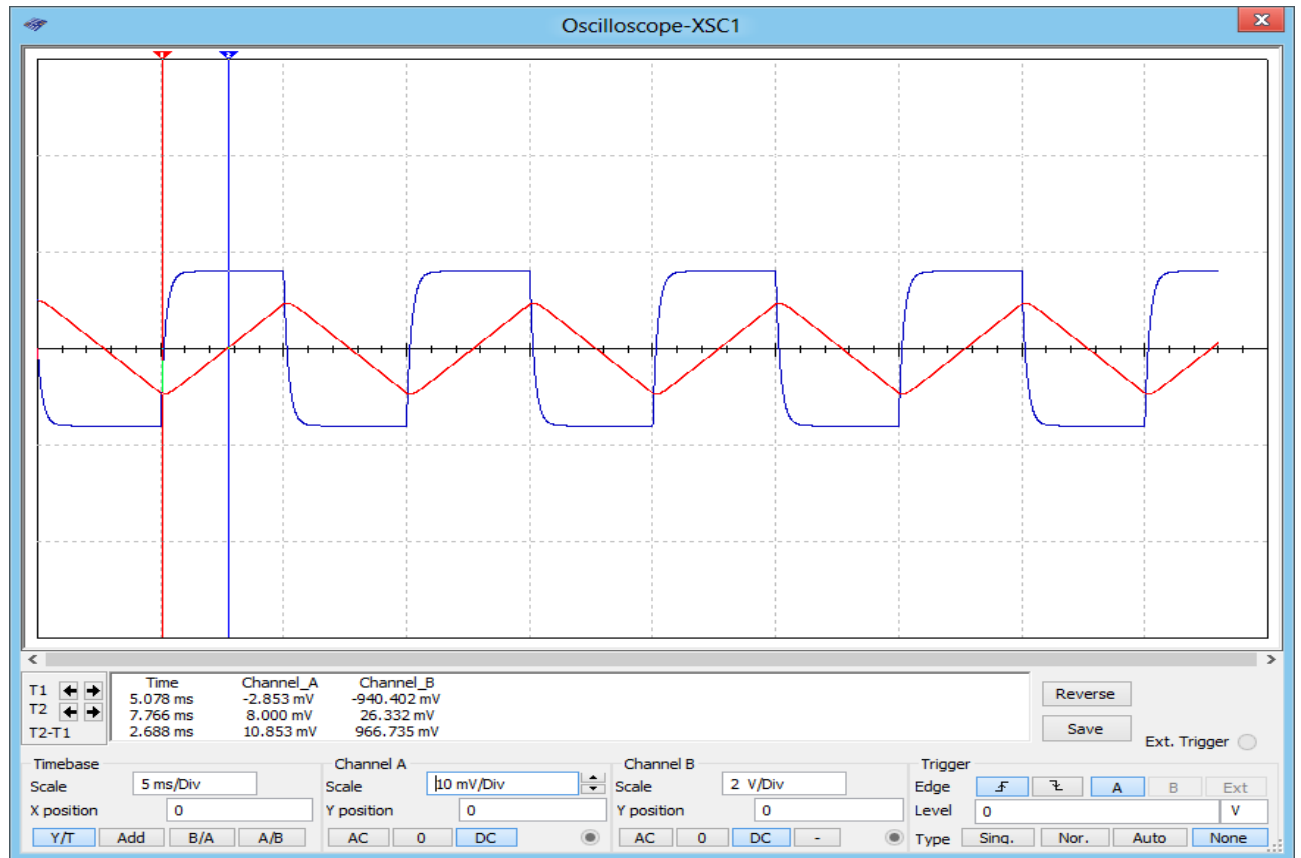 Oscilloscope-XSC1
x
1 2
< >
Time Channel_A Channel_B
T1 5.078 ms -2.853 mV -940.402 mV
T2 7.766 ms 8.000 mV 26.332 mV
T2-T1 2.688 ms 10.853 mV 966.735 mV
Reverse
Save
Ext. Trigger
Timebase Channel A Channel B Trigger
Scale 5 ms/Div Scale 10 mV/Div Scale 2 V/Div Edge A B Ext
X position 0 Y position 0 Y position 0 Level 0 V
Y/T Add B/A A/B AC 0 DC AC 0 DC - Type Sing. Nor. Auto None